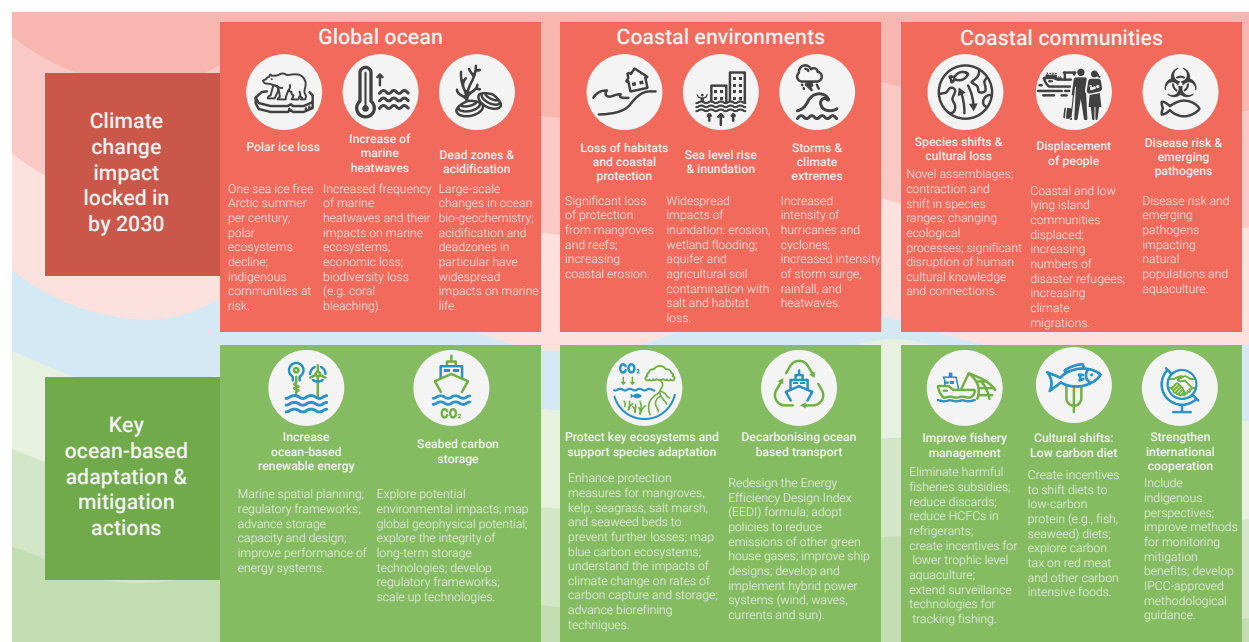 Climate
change
impact
locked in
by 2030
Global ocean
Polar ice loss
One sea ice free
Arctic summer
per century;
polar
ecosystems
decline;
indigenous
communities at
risk.
Increase of
marine
heatwaves
Increased frequency
of marine
heatwaves and their
impacts on marine
ecosystems;
economic loss;
biodiversity loss
(e.g. coral
bleaching).
Dead zones &
acidification
Large-scale
changes in ocean
bio-geochemistry;
acidification and
deadzones in
particular have
widespread
impacts on marine
life.
Coastal environments
Loss of habitats
and coastal
protection
Significant loss
of protection
from mangroves
and reefs;
increasing
coastal erosion.
Sea level rise
& inundation
Widespread
impacts of
inundation: erosion,
wetland flooding;
aquifer and
agricultural soil
contamination with
salt and habitat
loss.
Storms &
climate
extremes
Increased
intensity of
hurricanes and
cyclones;
increased intensity
of storm surge,
rainfall, and
heatwaves.
Coastal communities
Species shifts &
cultural loss
Novel assemblages;
contraction and
shift in species
ranges; changing
ecological
processes; significant
disruption of human
cultural knowledge
and connections.
Displacement
of people
Coastal and low
lying island
communities
displaced;
increasing
numbers of
disaster refugees;
increasing
climate
migrations.
Disease risk &
emerging
pathogens
Disease risk and
emerging
pathogens
impacting
natural
populations and
aquaculture.
Key
ocean-based
adaptation &
mitigation
actions
Increase
ocean-based
renewable energy
Marine spatial planning;
regulatory frameworks;
advance storage
capacity and design;
improve performance of
energy systems.
CO₂
Seabed carbon
storage
Explore potential
environmental impacts; map
global geophysical potential;
explore the integrity of
long-term storage
technologies; develop
regulatory frameworks;
scale up technologies.
CO₂
Protect key ecosystems and
support species adaptation
Enhance protection
measures for mangroves,
kelp, seagrass, salt marsh,
and seaweed beds to
prevent further losses; map
blue carbon ecosystems;
understand the impacts of
climate change on rates of
carbon capture and storage;
advance biorefining
techniques.
Decarbonising ocean
based transport
Redesign the Energy
Efficiency Design Index
(EEDI) formula; adopt
policies to reduce
emissions of other green
house gases; improve ship
designs; develop and
implement hybrid power
systems (wind, waves,
currents and sun).
Improve fishery
management
Eliminate harmful
fisheries subsidies;
reduce discards;
reduce HCFCs in
refrigerants;
create incentives for
lower trophic level
aquaculture;
extend surveillance
technologies for
tracking fishing.
Cultural shifts:
Low carbon diet
Create incentives
to shift diets to
low-carbon
protein (e.g., fish,
seaweed) diets;
explore carbon
tax on red meat
and other carbon
intensive foods.
Strengthen
international
cooperation
Include
indigenous
perspectives;
improve methods
for monitoring
mitigation
benefits; develop
IPCC-approved
methodological
guidance.